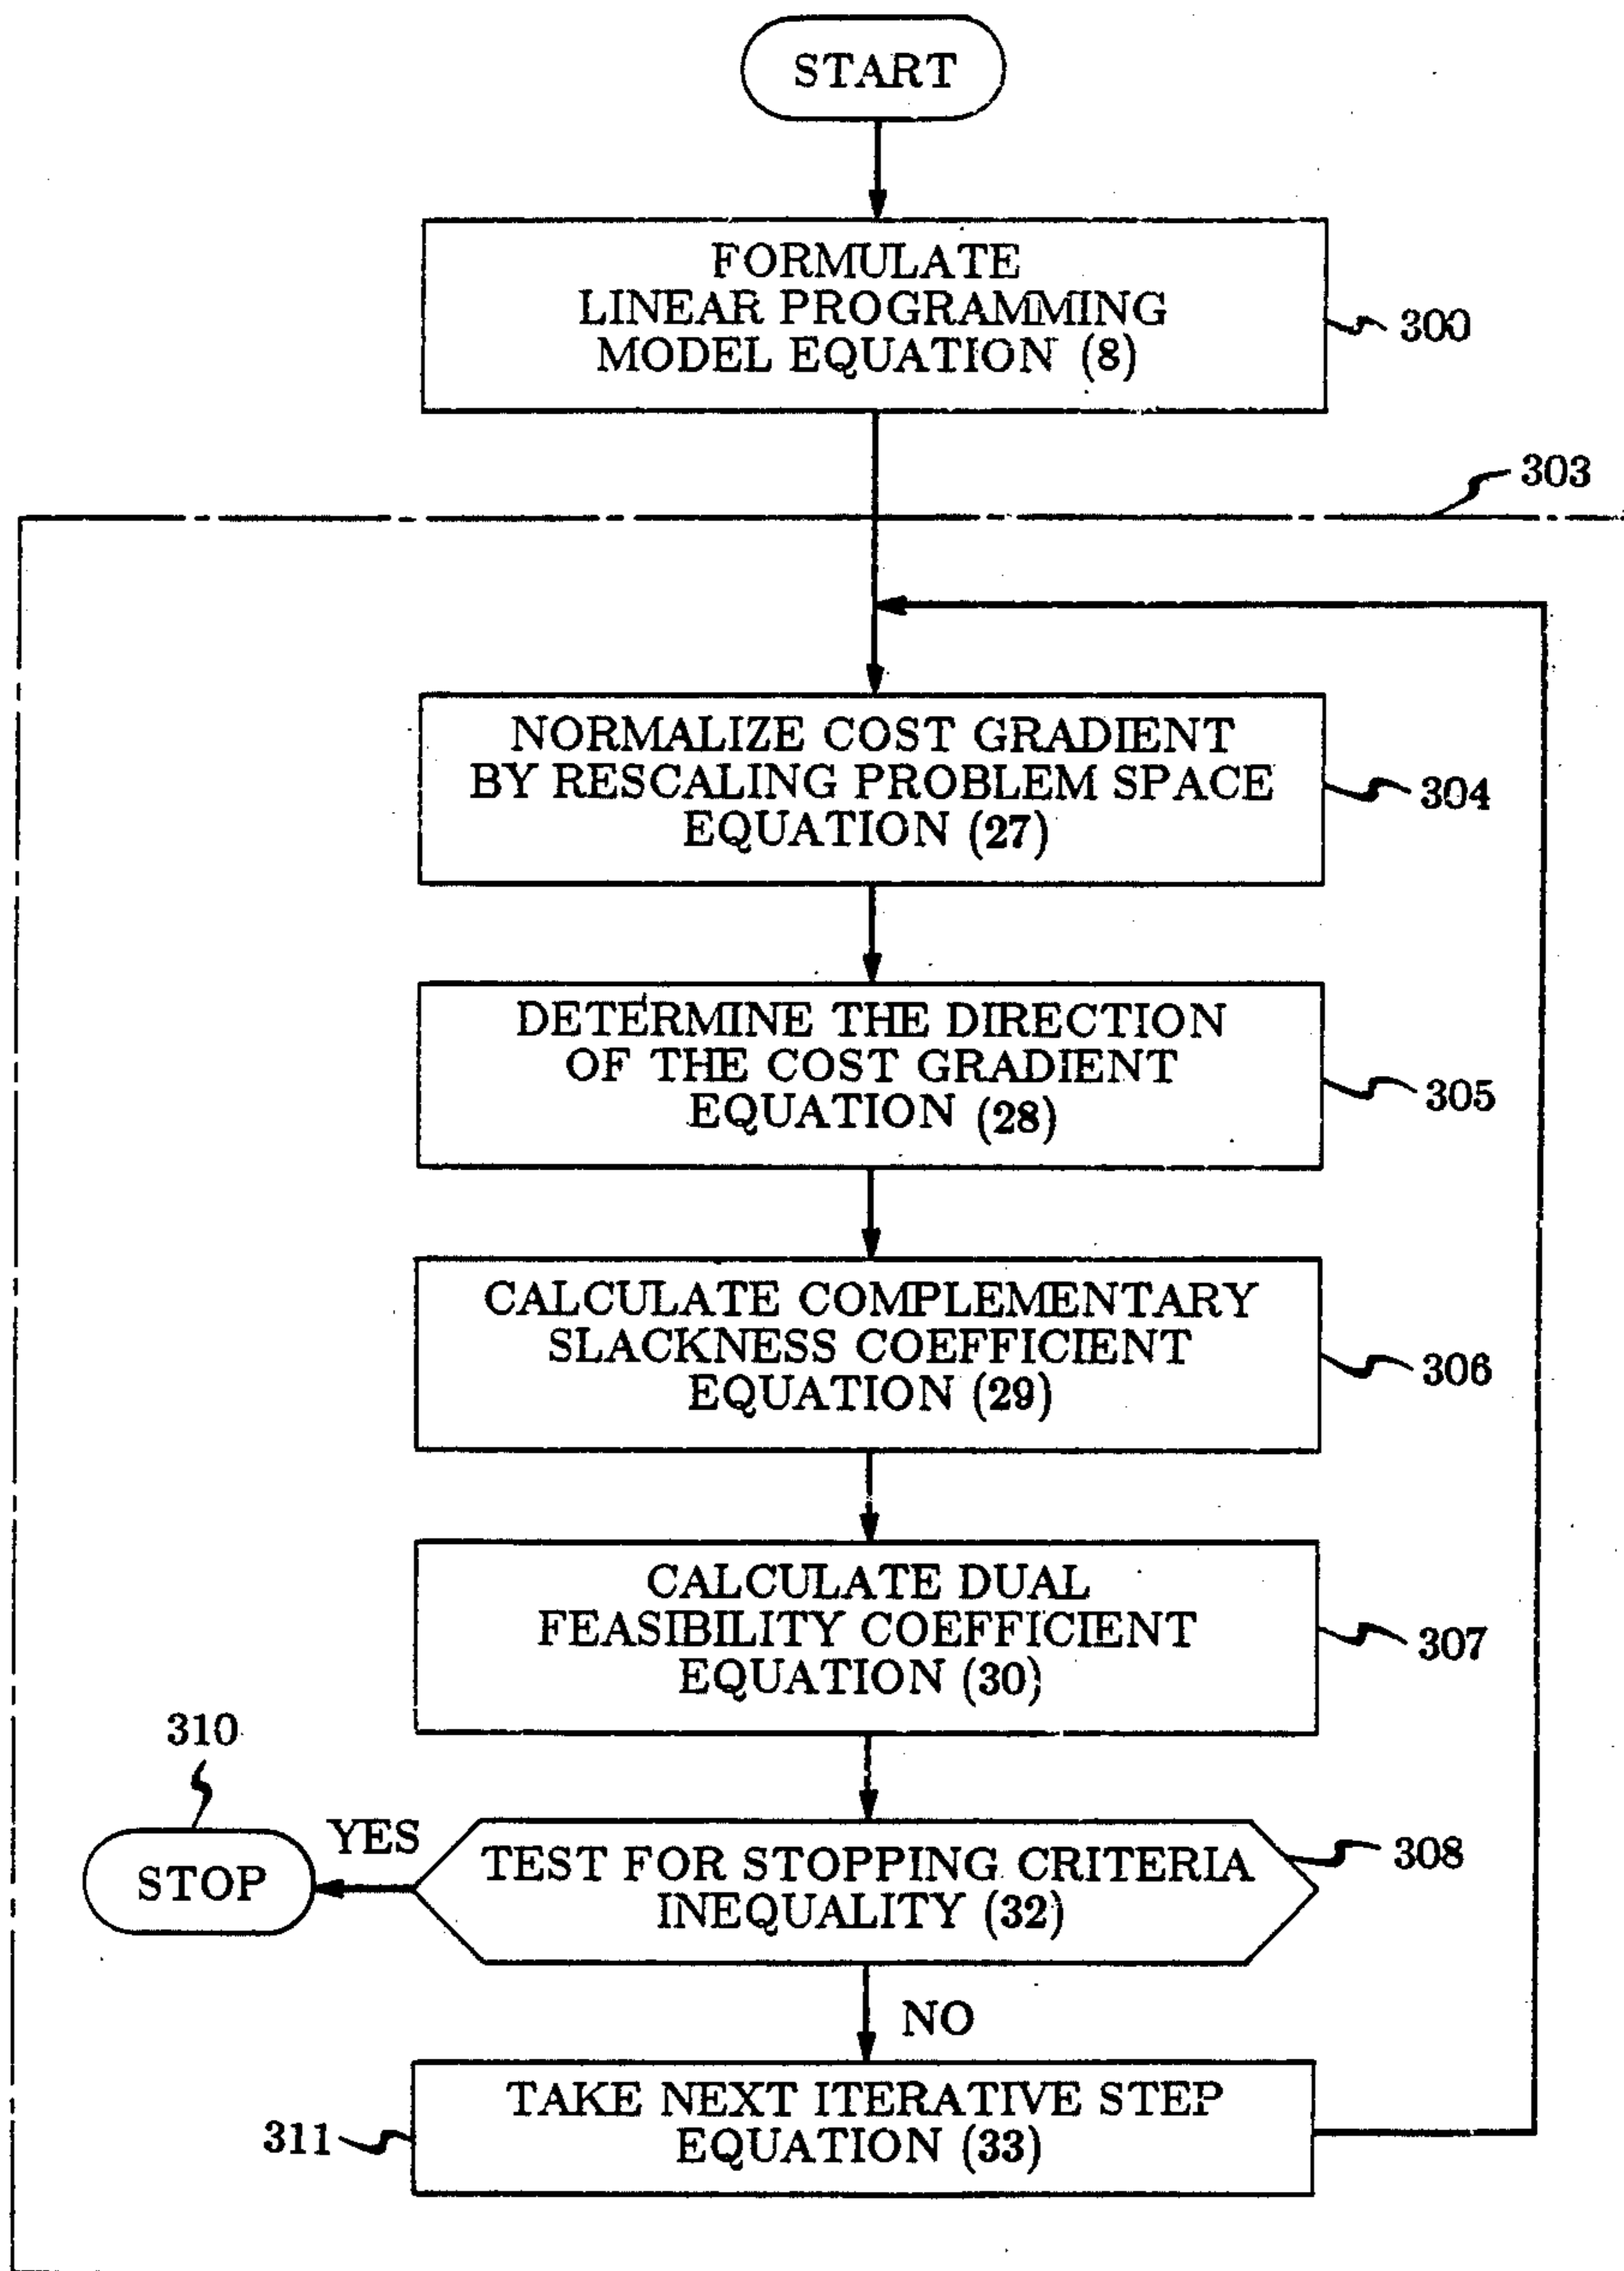 START
FORMULATE
LINEAR PROGRAMMING
MODEL EQUATION (8)
300
303
NORMALIZE COST GRADIENT
BY RESCALING PROBLEM SPACE
EQUATION (27)
304
DETERMINE THE DIRECTION
OF THE COST GRADIENT
EQUATION (28)
305
CALCULATE COMPLEMENTARY
SLACKNESS COEFFICIENT
EQUATION (29)
306
CALCULATE DUAL
FEASIBILITY COEFFICIENT
EQUATION (30)
307
310
YES
STOP
TEST FOR STOPPING CRITERIA
INEQUALITY (32)
308
NO
TAKE NEXT ITERATIVE STEP
EQUATION (33)
311